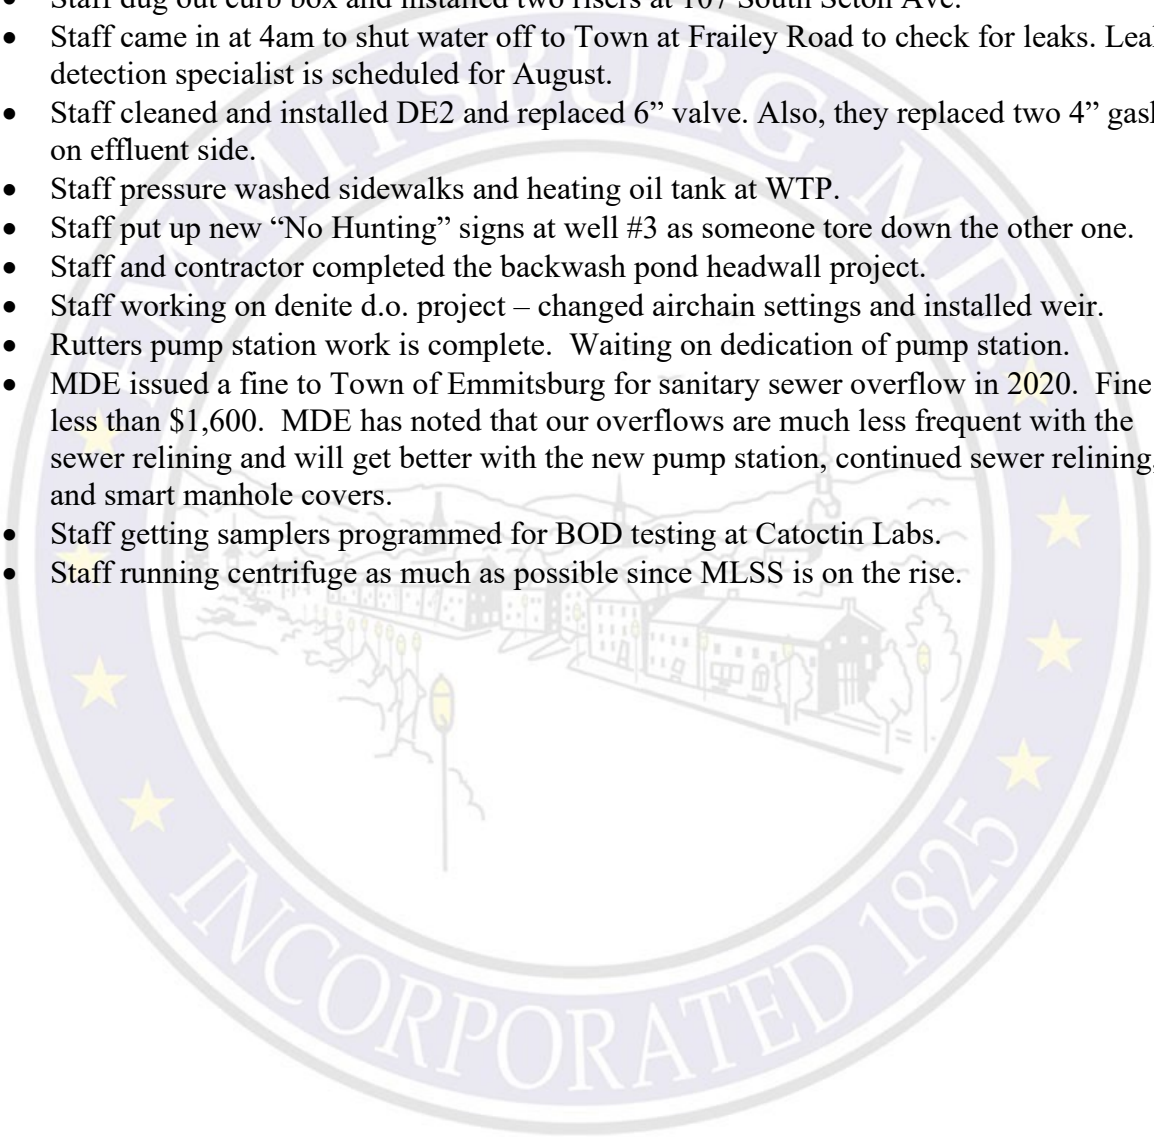 Staff dug out curb box and installed two risers at 107 South Seton Ave.
• Staff came in at 4am to shut water off to Town at Frailey Road to check for leaks. Leak
detection specialist is scheduled for August.
• Staff cleaned and installed DE2 and replaced 6” valve. Also, they replaced two 4”
on effluent side.
• Staff pressure washed sidewalks and heating oil tank at WTP.
• Staff put up new “No Hunting” signs at well #3 as someone tore down the other one.
• Staff and contractor completed the backwash pond headwall project.
• Staff working on denite d.o. project – changed airchain settings and installed weir.
• Rutters pump station work is complete.  Waiting on dedication of pump station.
• MDE issued a fine to Town of Emmitsburg for sanitary sewer overflow in 2020.  Fine
less than $1,600.  MDE has noted that our overflows are much less frequent with the
sewer relining and will get better with the new pump station, continued sewer relining,
and smart manhole covers.
• Staff getting samplers programmed for BOD testing at Catoctin Labs.
• Staff running centrifuge as much as possible since MLSS is on the rise.
EMMITSBURG, MD.
INCORPORATED 1825